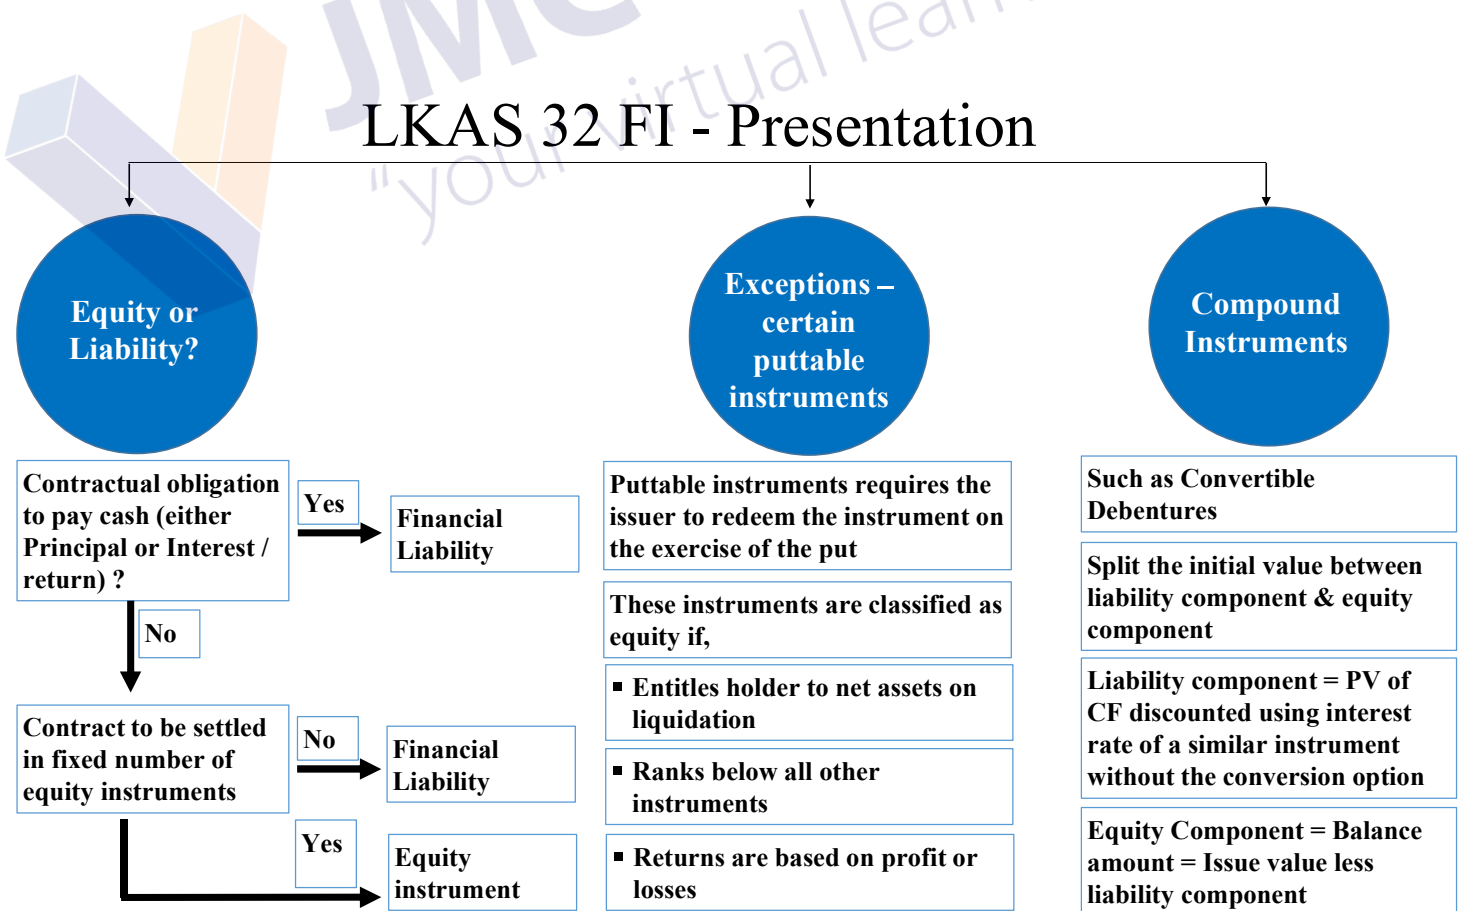 JMC
"your virtual learn
LKAS 32 FI - Presentation
Equity or
Liability?
Contractual obligation
to pay cash (either
Principal or Interest /
return) ?
Yes
Financial
Liability
No
Contract to be settled
in fixed number of
equity instruments
No
Financial
Liability
Yes
Equity
instrument
Exceptions –
certain
puttable
instruments
Puttable instruments requires the
issuer to redeem the instrument on
the exercise of the put
These instruments are classified as
equity if,
▪ Entitles holder to net assets on
liquidation
▪ Ranks below all other
instruments
▪ Returns are based on profit or
losses
Compound
Instruments
Such as Convertible
Debentures
Split the initial value between
liability component & equity
component
Liability component = PV of
CF discounted using interest
rate of a similar instrument
without the conversion option
Equity Component = Balance
amount = Issue value less
liability component